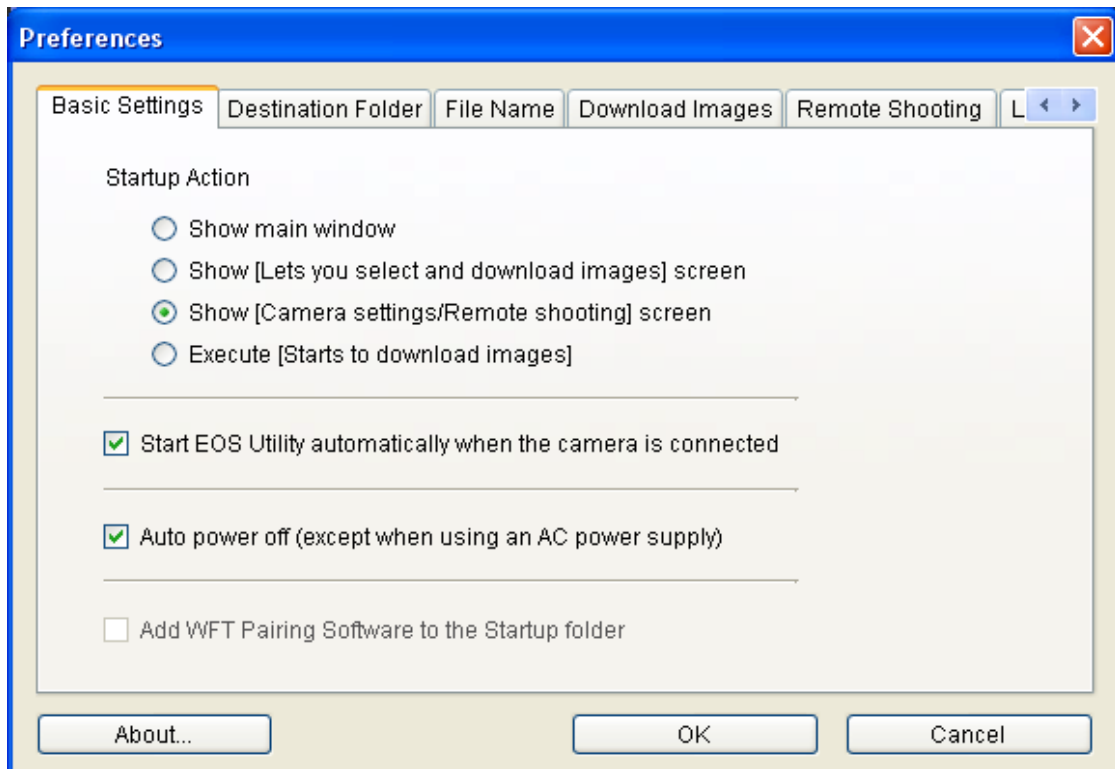 Preferences
Basic Settings Destination Folder File Name Download Images Remote Shooting L
Startup Action
Show main window
Show [Lets you select and download images] screen
Show [Camera settings/Remote shooting] screen
Execute [Starts to download images]
Start EOS Utility automatically when the camera is connected
Auto power off (except when using an AC power supply)
Add WFT Pairing Software to the Startup folder
About... OK Cancel